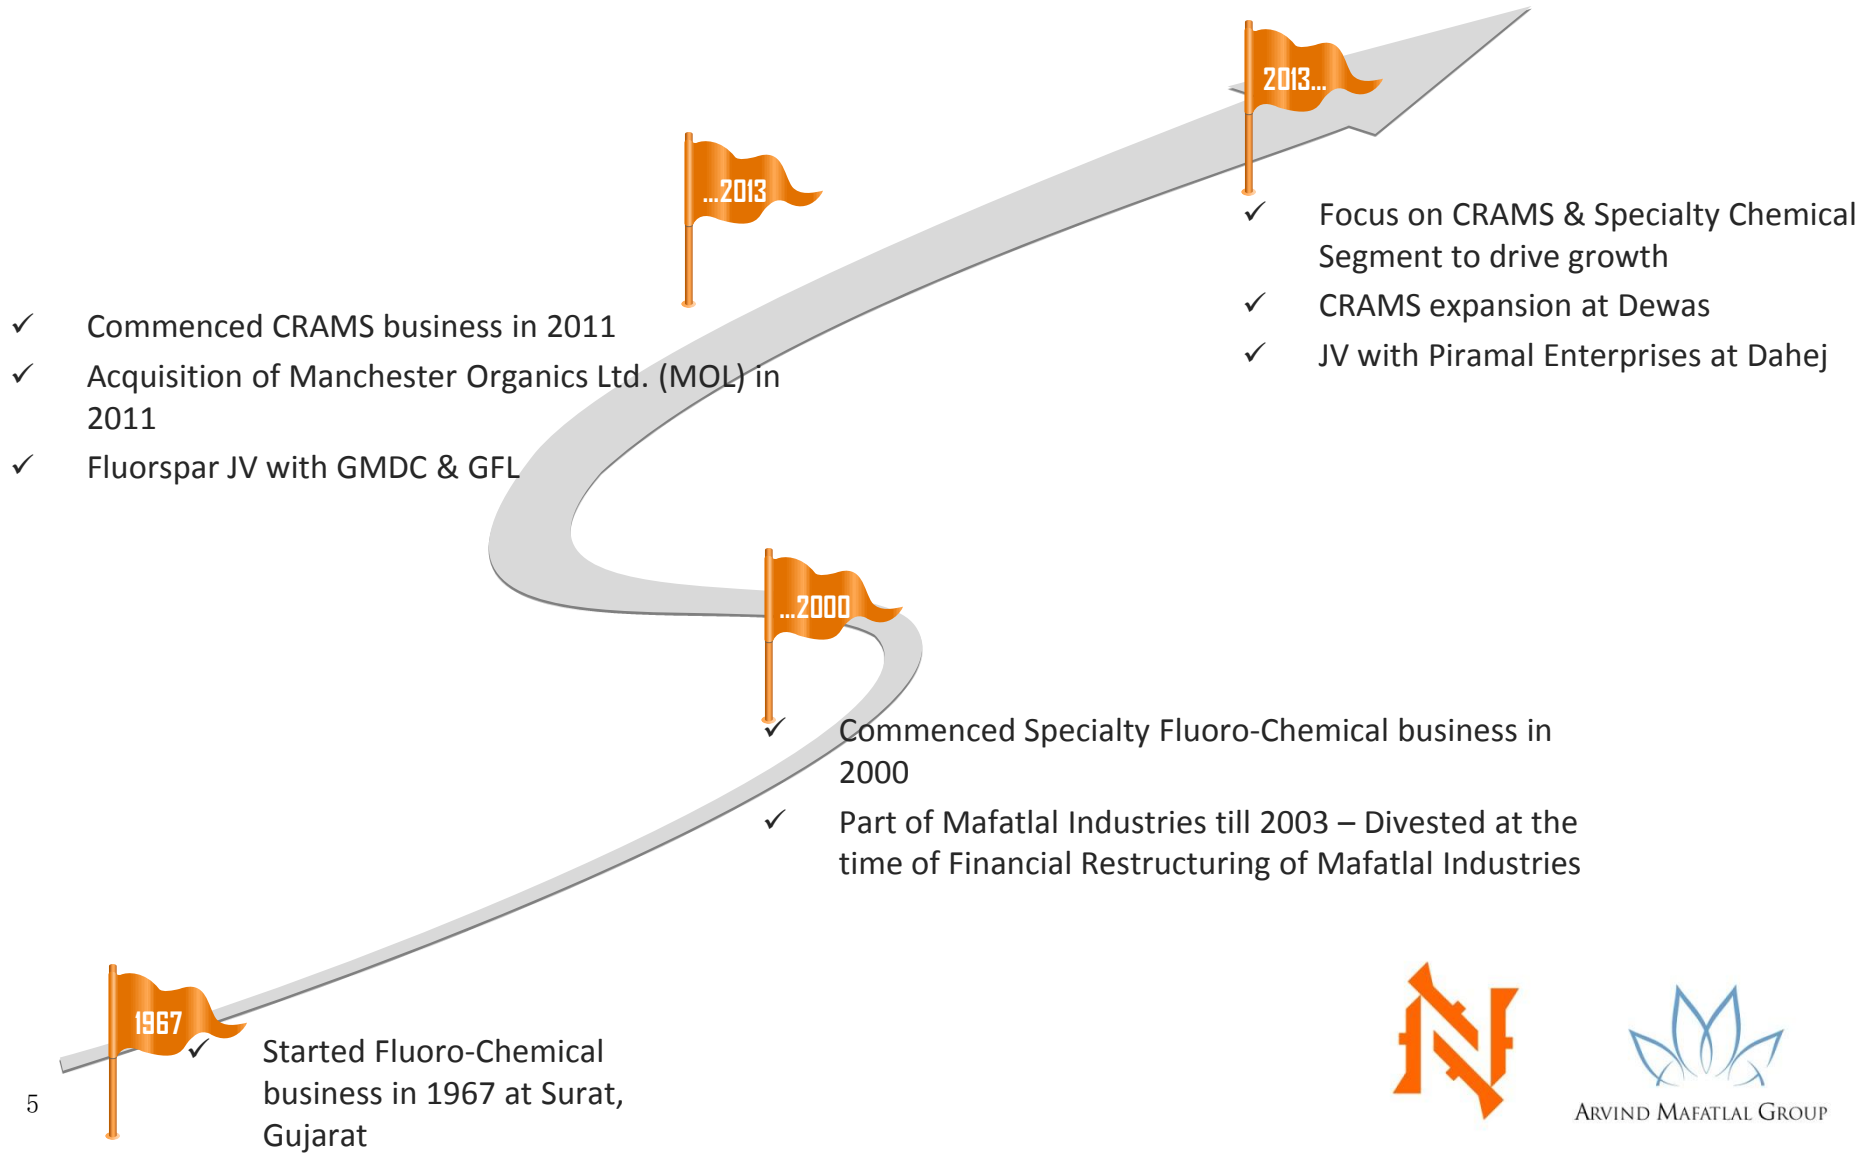 2013...
✓ Focus on CRAMS & Specialty Chemical
Segment to drive growth
✓ CRAMS expansion at Dewas
✓ JV with Piramal Enterprises at Dahej
...2013
✓ Commenced CRAMS business in 2011
✓ Acquisition of Manchester Organics Ltd. (MOL) in
2011
✓ Fluorspar JV with GMDC & GFL
...2000
✓ Commenced Specialty Fluoro-Chemical business in
2000
✓ Part of Mafatlal Industries till 2003 – Divested at the
time of Financial Restructuring of Mafatlal Industries
1967
✓ Started Fluoro-Chemical
business in 1967 at Surat,
Gujarat
5
N
ARVIND MAFATLAL GROUP